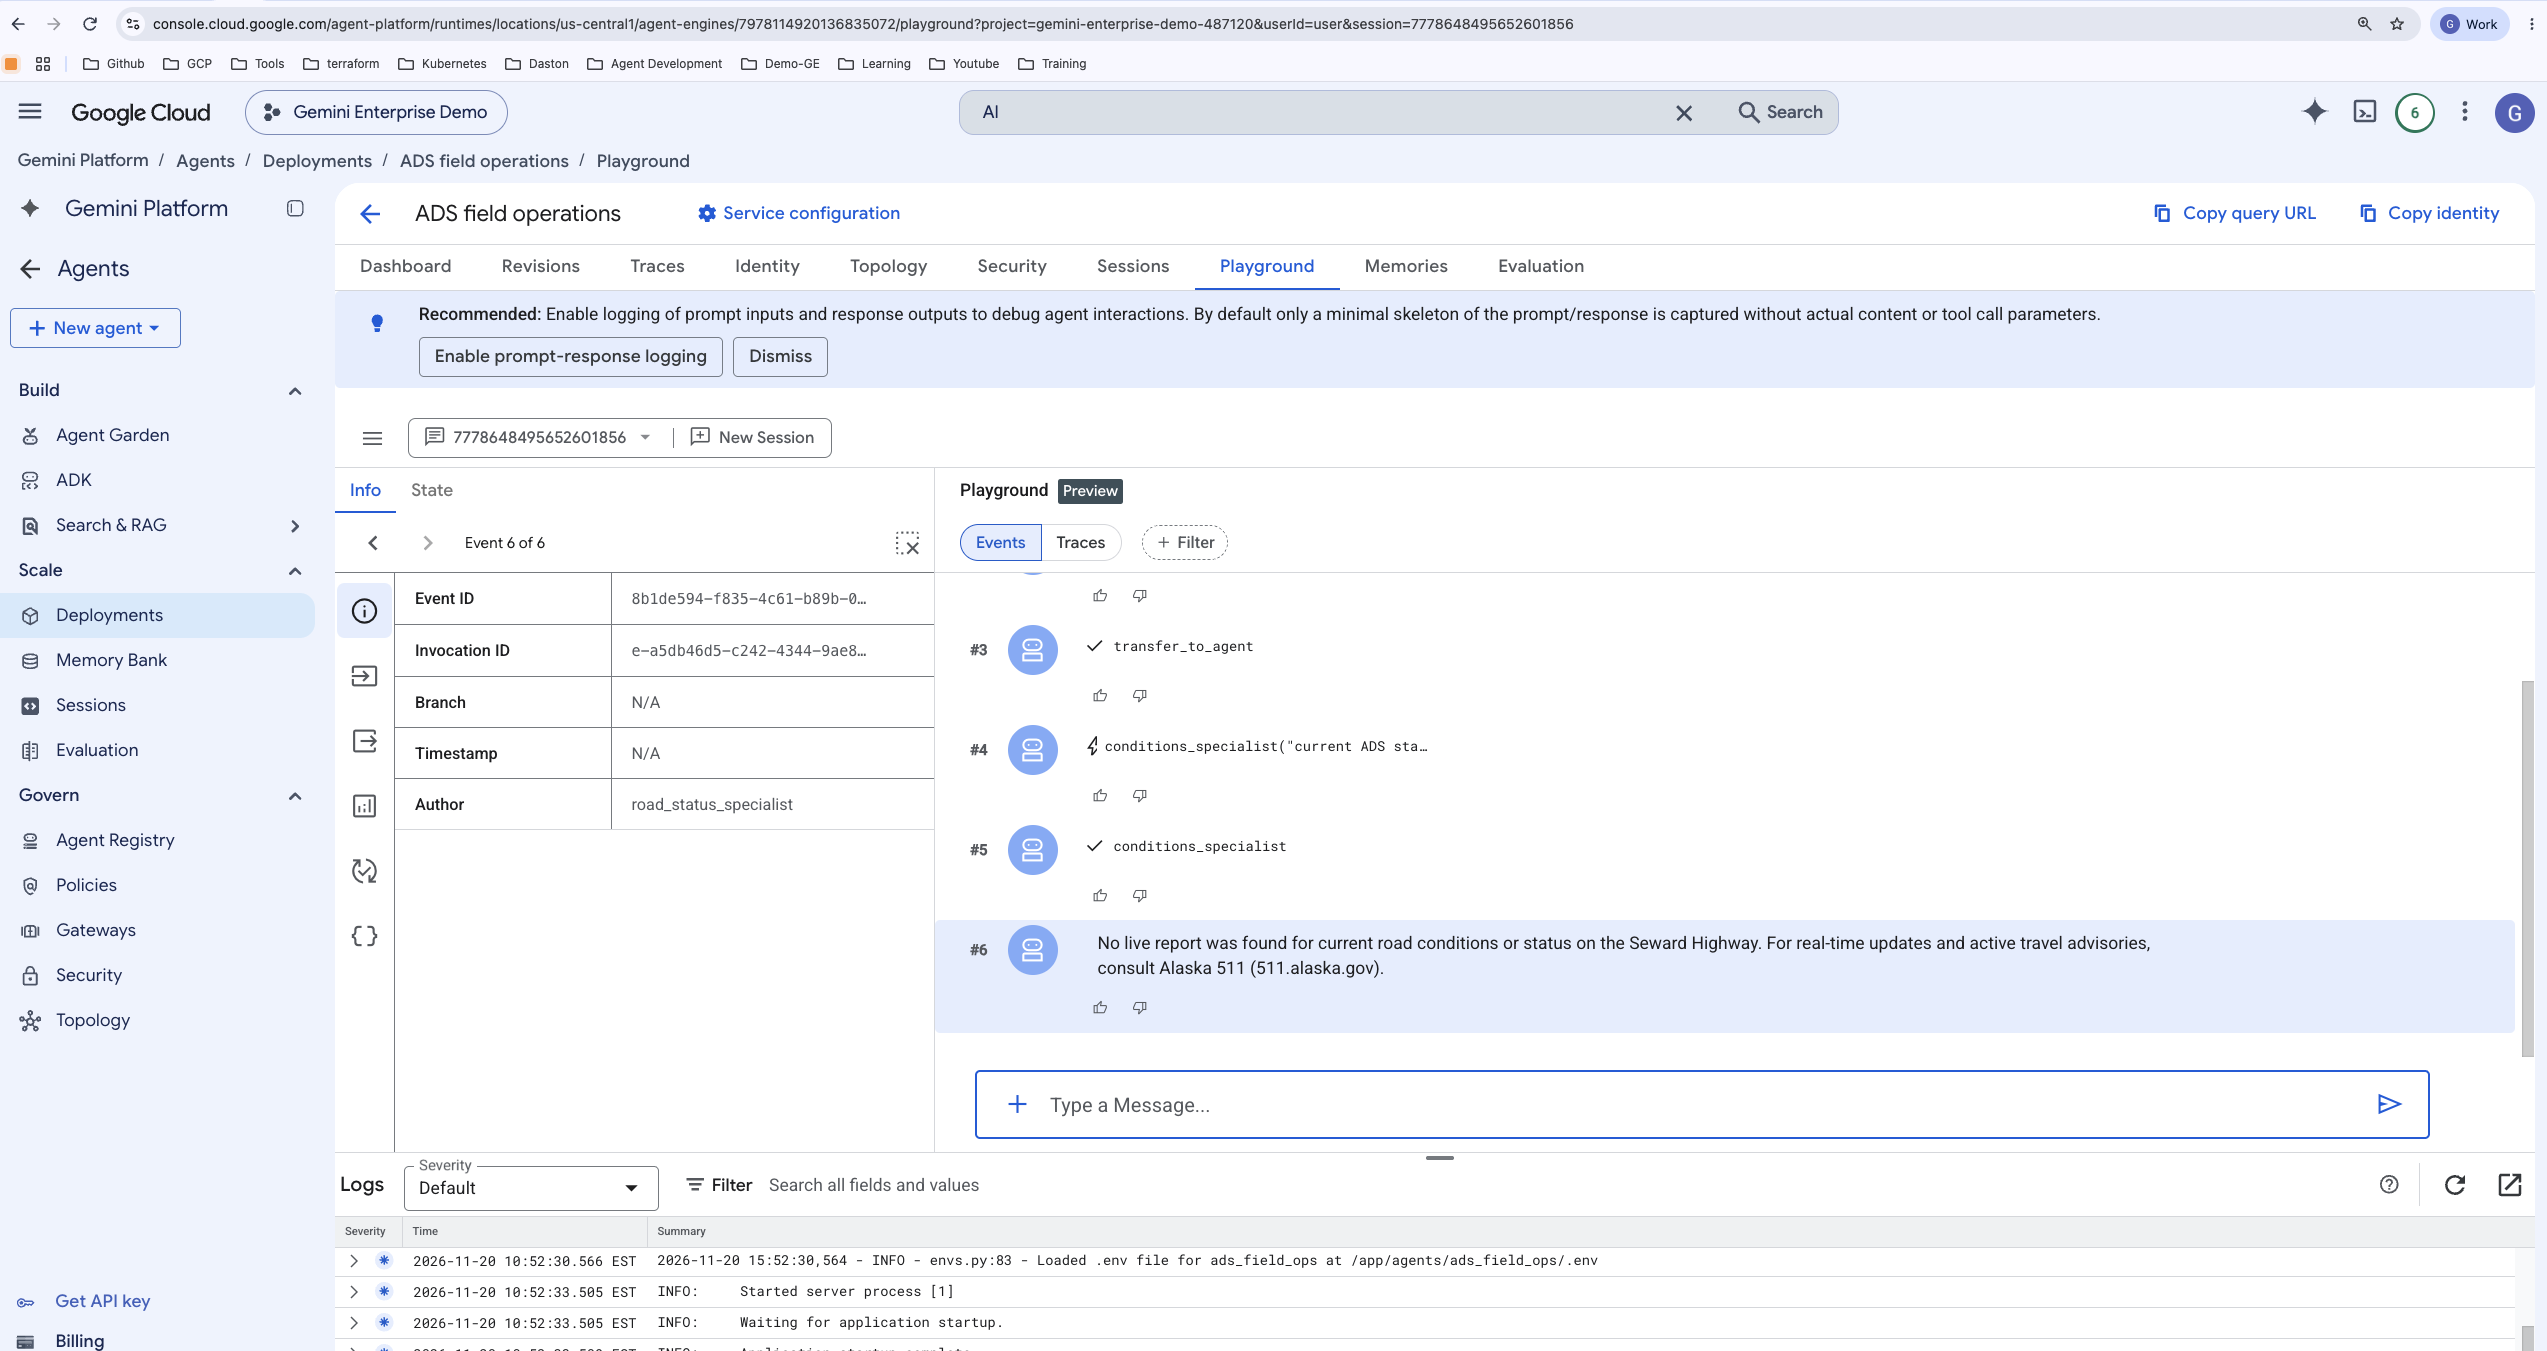 console.cloud.google.com/agent-platform/runtimes/locations/us-central1/agent-engines/7978114920136835072/playground?project=gemini-enterprise-demo-487120&userId=user&session=7778648495652601856
G Work
Github GCP Tools terraform Kubernetes Daston Agent Development Demo-GE Learning Youtube Training
Google Cloud Gemini Enterprise Demo AI Search 6 G
Gemini Platform / Agents / Deployments / ADS field operations / Playground
Gemini Platform
Agents
New agent
Build
Agent Garden
ADK
Search & RAG
Scale
Deployments
Memory Bank
Sessions
Evaluation
Govern
Agent Registry
Policies
Gateways
Security
Topology
Get API key
Billing
ADS field operations Service configuration Copy query URL Copy identity
Dashboard Revisions Traces Identity Topology Security Sessions Playground Memories Evaluation
Recommended: Enable logging of prompt inputs and response outputs to debug agent interactions. By default only a minimal skeleton of the prompt/response is captured without actual content or tool call parameters.
Enable prompt-response logging Dismiss
7778648495652601856 New Session
Info State
Event 6 of 6
Event ID 8b1de594-f835-4c61-b89b-0…
Invocation ID e-a5db46d5-c242-4344-9ae8…
Branch N/A
Timestamp N/A
Author road_status_specialist
Playground Preview
Events Traces + Filter
#3 transfer_to_agent
#4 conditions_specialist("current ADS sta…
#5 conditions_specialist
#6 No live report was found for current road conditions or status on the Seward Highway. For real-time updates and active travel advisories,
consult Alaska 511 (511.alaska.gov).
Type a Message...
Logs Severity Default Filter Search all fields and values
Severity Time Summary
2026-11-20 10:52:30.566 EST 2026-11-20 15:52:30,564 - INFO - envs.py:83 - Loaded .env file for ads_field_ops at /app/agents/ads_field_ops/.env
2026-11-20 10:52:33.505 EST INFO: Started server process [1]
2026-11-20 10:52:33.505 EST INFO: Waiting for application startup.